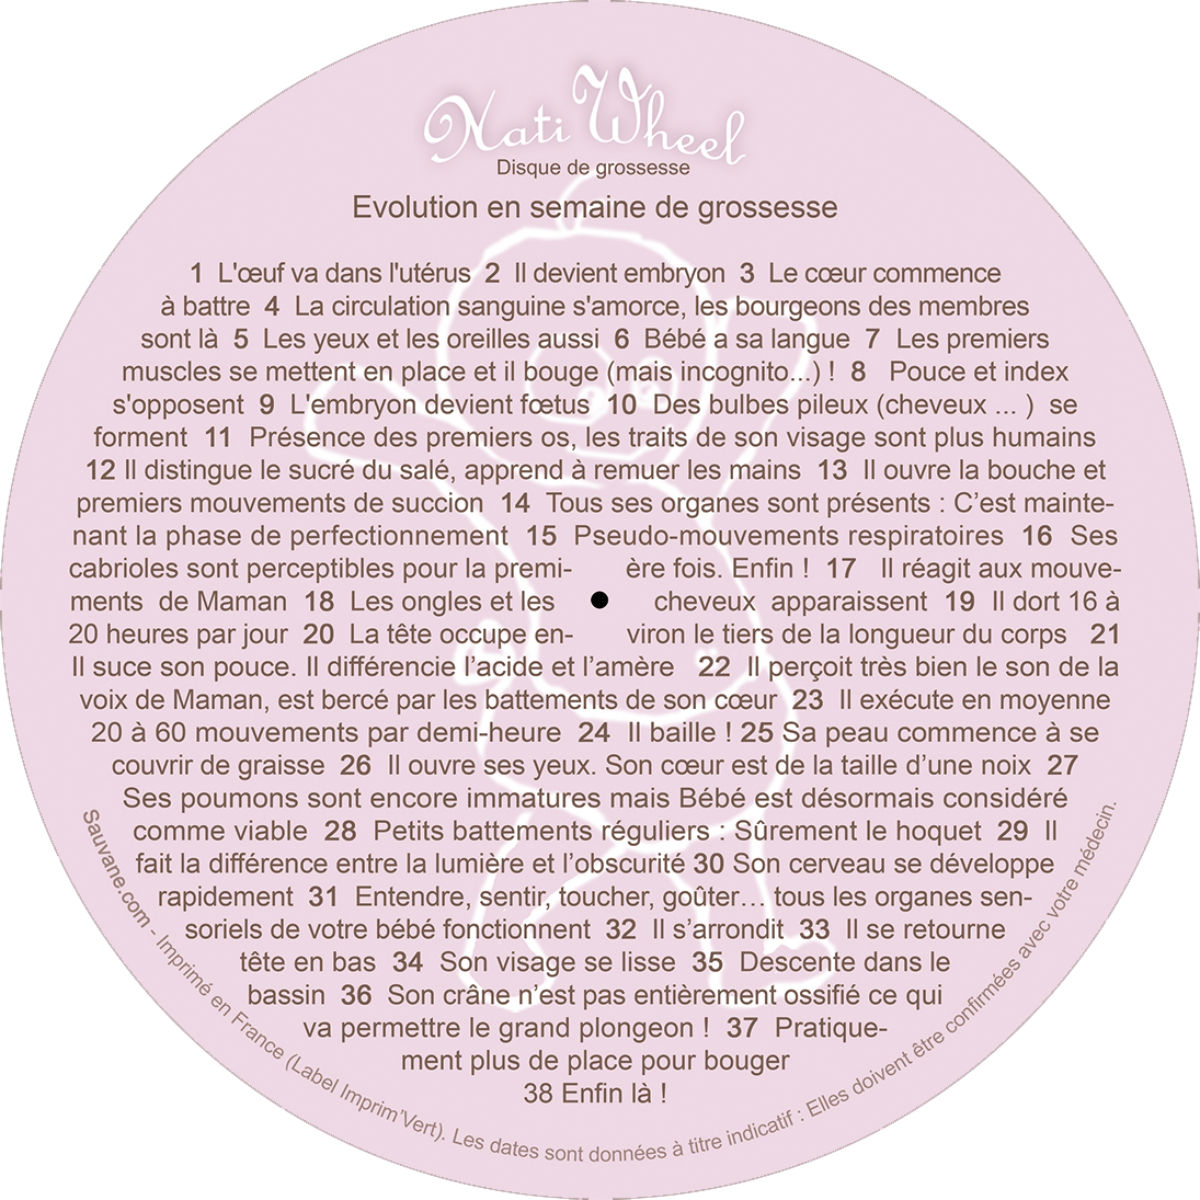 Nati Wheel
Disque de grossesse
Evolution en semaine de grossesse
1 L'œuf va dans l'utérus 2 Il devient embryon 3 Le cœur commence
à battre 4 La circulation sanguine s'amorce, les bourgeons des membres
sont là 5 Les yeux et les oreilles aussi 6 Bébé a sa langue 7 Les premiers
muscles se mettent en place et il bouge (mais incognito...) ! 8 Pouce et index
s'opposent 9 L'embryon devient fœtus 10 Des bulbes pileux (cheveux ... ) se
forment 11 Présence des premiers os, les traits de son visage sont plus humains
12 Il distingue le sucré du salé, apprend à remuer les mains 13 Il ouvre la bouche et
premiers mouvements de succion 14 Tous ses organes sont présents : C’est mainte-
nant la phase de perfectionnement 15 Pseudo-mouvements respiratoires 16 Ses
cabrioles sont perceptibles pour la premi- ère fois. Enfin ! 17 Il réagit aux mouve-
ments de Maman 18 Les ongles et les cheveux apparaissent 19 Il dort 16 à
20 heures par jour 20 La tête occupe en- viron le tiers de la longueur du corps 21
Il suce son pouce. Il différencie l’acide et l’amère 22 Il perçoit très bien le son de la
voix de Maman, est bercé par les battements de son cœur 23 Il exécute en moyenne
20 à 60 mouvements par demi-heure 24 Il baille ! 25 Sa peau commence à se
couvrir de graisse 26 Il ouvre ses yeux. Son cœur est de la taille d’une noix 27
Ses poumons sont encore immatures mais Bébé est désormais considéré
comme viable 28 Petits battements réguliers : Sûrement le hoquet 29 Il
fait la différence entre la lumière et l’obscurité 30 Son cerveau se développe
rapidement 31 Entendre, sentir, toucher, goûter… tous les organes sen-
soriels de votre bébé fonctionnent 32 Il s’arrondit 33 Il se retourne
tête en bas 34 Son visage se lisse 35 Descente dans le
bassin 36 Son crâne n’est pas entièrement ossifié ce qui
va permettre le grand plongeon ! 37 Pratique-
ment plus de place pour bouger
38 Enfin là !
Sauvane.com - Imprimé en France (Label Imprim’Vert). Les dates sont données à titre indicatif : Elles doivent être confirmées avec votre médecin.